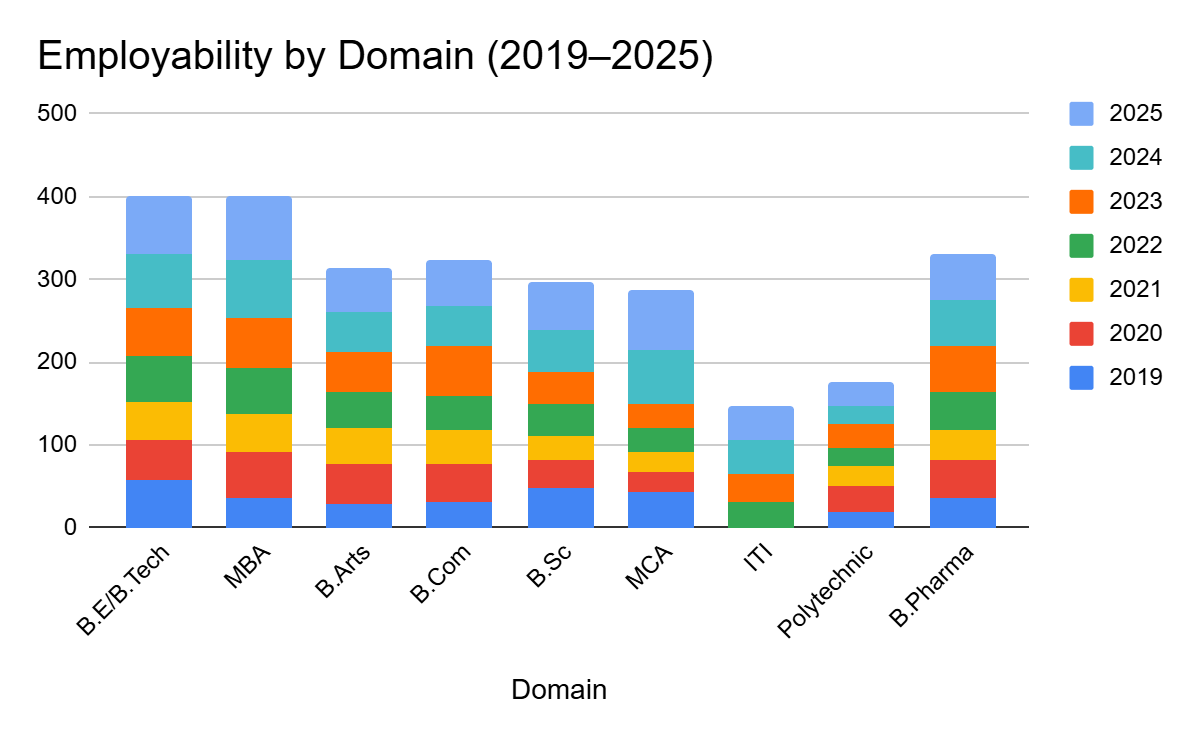 Employability by Domain (2019–2025)
500
400
300
200
100
0
2025
2024
2023
2022
2021
2020
2019
B.E/B.Tech
MBA
B.Arts
B.Com
B.Sc
MCA
ITI
Polytechnic
B.Pharma
Domain